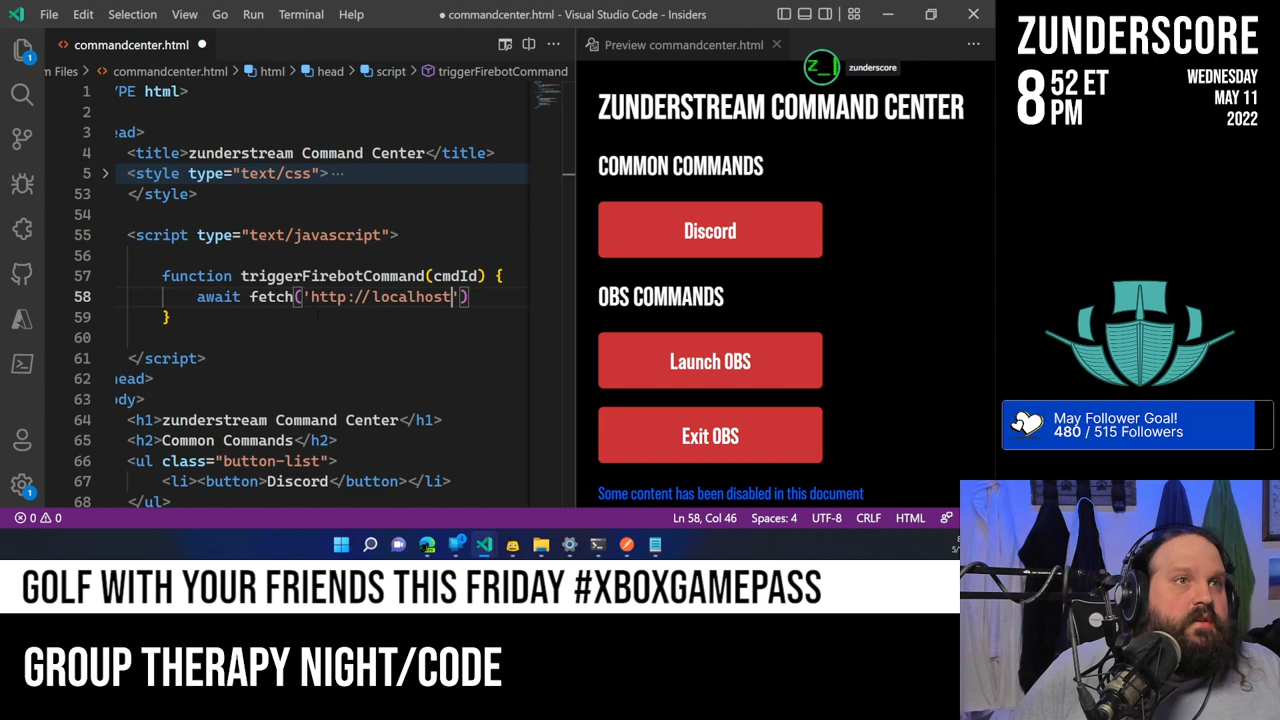 File Edit Selection View Go Run Terminal Help
● commandcenter.html - Visual Studio Code - Insiders
commandcenter.html ●
m Files > commandcenter.html > html > head > script > triggerFirebotCommand
1 YPE html>
2
3 ead>
4 <title>zunderstream Command Center</title>
5 > <style type="text/css">⋯
53 </style>
54
55 <script type="text/javascript">
56
57 function triggerFirebotCommand(cmdId) {
58 await fetch('http://localhost')
59 }
60
61 </script>
62 head>
63 ody>
64 <h1>zunderstream Command Center</h1>
65 <h2>Common Commands</h2>
66 <ul class="button-list">
67 <li><button>Discord</button></li>
68 </ul>
Preview commandcenter.html
z_
zunderscore
ZUNDERSTREAM COMMAND CENTER
COMMON COMMANDS
Discord
OBS COMMANDS
Launch OBS
Exit OBS
Some content has been disabled in this document
1
1
0 0
Ln 58, Col 46 Spaces: 4 UTF-8 CRLF HTML
ZUNDERSCORE
8 52 ET PM
WEDNESDAY
MAY 11
2022
May Follower Goal!
480 / 515 Followers
GOLF WITH YOUR FRIENDS THIS FRIDAY #XBOXGAMEPASS
GROUP THERAPY NIGHT/CODE